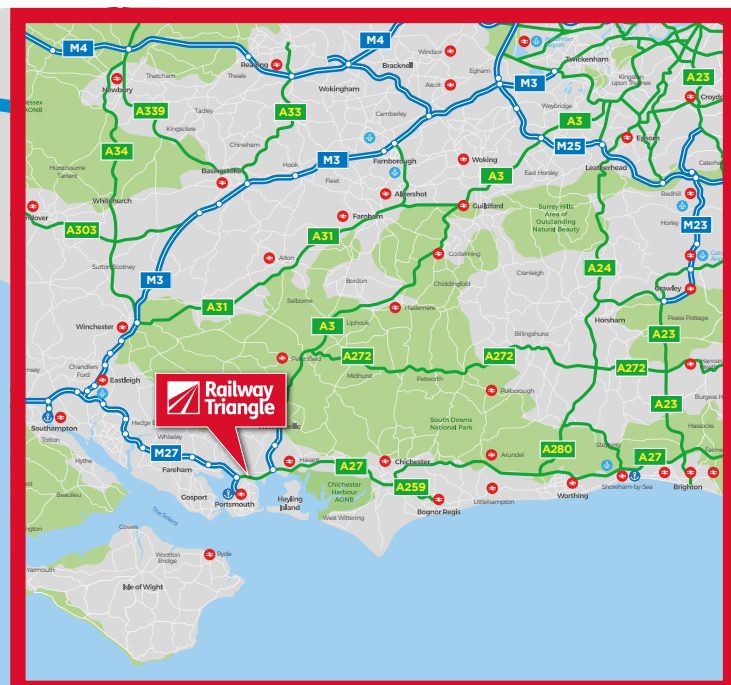 M4
M4
Windsor
Reading
Bracknell
Twickenham
Thatcham
Theale
Egham
Kingston
upon Thames
A23
Newbury
Wokingham
Ascot
M3
A339
A33
Weybridge
Tadley
Camberley
A3
Kingsclere
Epsom
A34
Chineham
M25
Hook
M3
Farnborough
Woking
Leatherhead
Hurstbourne
Tarrant
Basingstoke
Fleet
A3
East Horsley
Whitchurch
Aldershot
Redhill
Guildford
Surrey Hills
Area of
Outstanding
Natural Beauty
A303
Farnham
Horley
M23
A31
Sutton Scotney
Alton
Godalming
A24
M3
Bordon
Cranleigh
Chiddingfold
Crawley
A31
Selborne
Haslemere
Winchester
A3
Liphook
Horsham
Pease Pottage
Billingshurst
A23
A272
A272
Petersfield
A272
Chandlers
Ford
Midhurst
Petworth
Eastleigh
Pulborough
Railway
Triangle
A23
Burgess H
Southampton
South Downs
National Park
Hassocks
Totton
Whiteley
A280
M27
Arundel
A27
Hythe
Fareham
Havant
A27
Chichester
Gosport
Portsmouth
Hayling
Island
Chichester
Harbour
AONB
A259
Worthing
Shoreham-by-Sea
Brighton
Beaulieu
Littlehampton
Bognor Regis
The Solent
West Wittering
Cowes
Wootton
Bridge
Ryde
Yarmouth
Isle of Wight